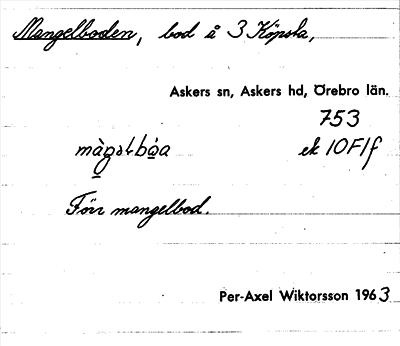 Mangelboden, bod å 3 Köpsta,
Askers sn, Askers hd, Örebro län.
753
ek 10F1f
Förr mangelbod.
Per-Axel Wiktorsson 1963